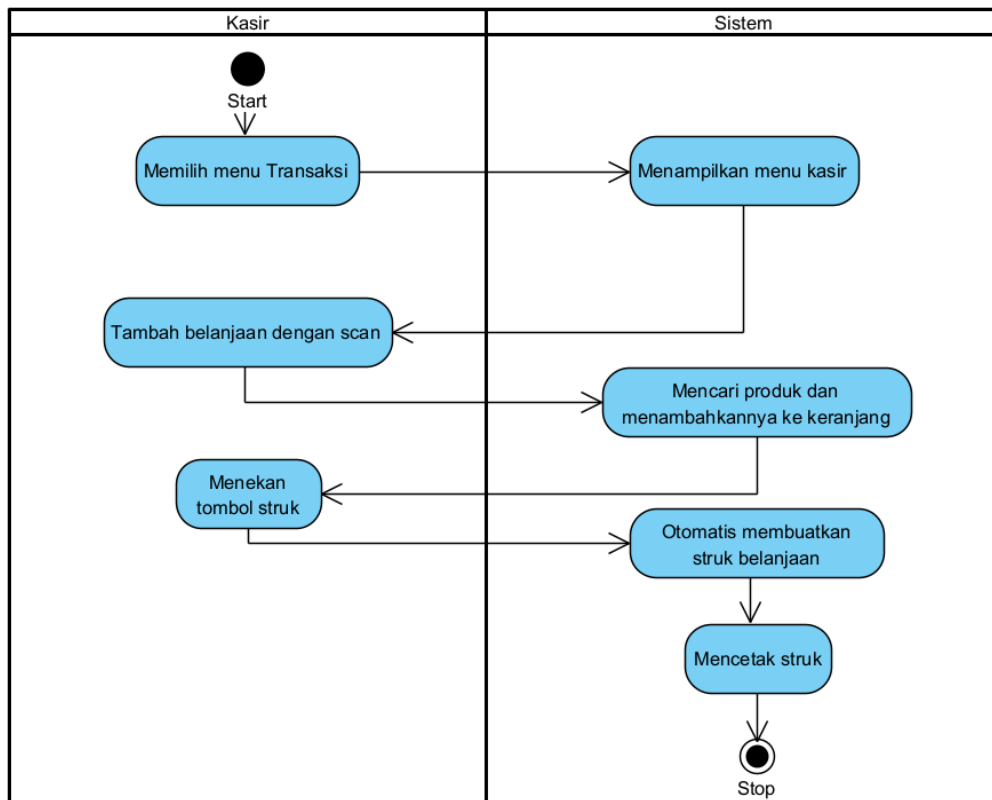 Kasir
Sistem
Start
Memilih menu Transaksi
Menampilkan menu kasir
Tambah belanjaan dengan scan
Mencari produk dan
menambahkannya ke keranjang
Menekan
tombol struk
Otomatis membuatkan
struk belanjaan
Mencetak struk
Stop